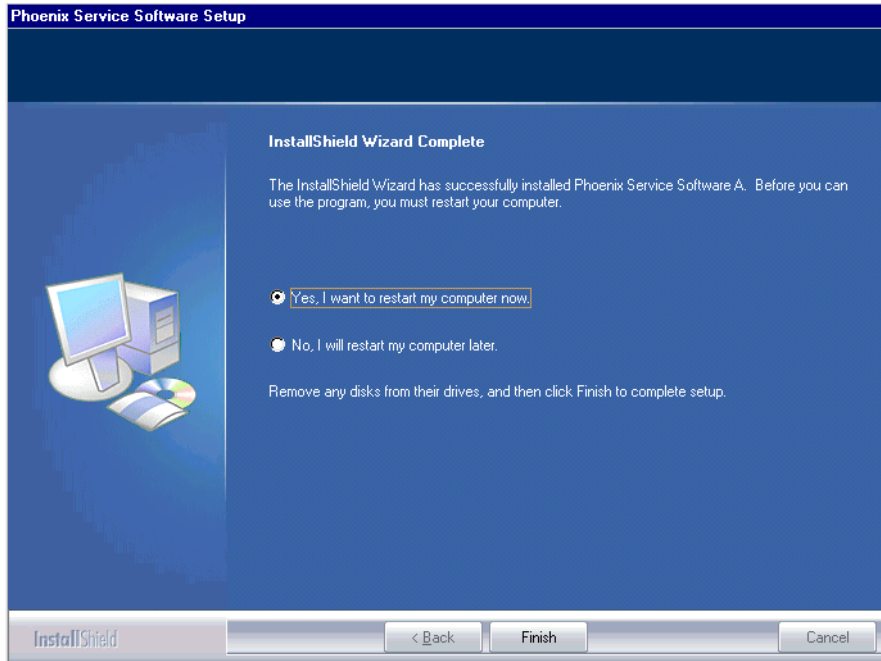 Phoenix Service Software Setup
InstallShield Wizard Complete
The InstallShield Wizard has successfully installed Phoenix Service Software A. Before you can
use the program, you must restart your computer.
Yes, I want to restart my computer now.
No, I will restart my computer later.
Remove any disks from their drives, and then click Finish to complete setup.
InstallShield
< Back
Finish
Cancel